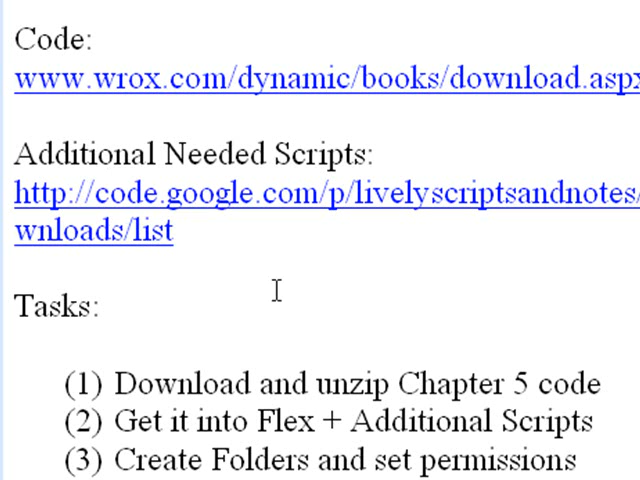 Code:
www.wrox.com/dynamic/books/download.aspx
Additional Needed Scripts:
http://code.google.com/p/livelyscriptsandnotes/
wnloads/list
Tasks:
(1) Download and unzip Chapter 5 code
(2) Get it into Flex + Additional Scripts
(3) Create Folders and set permissions